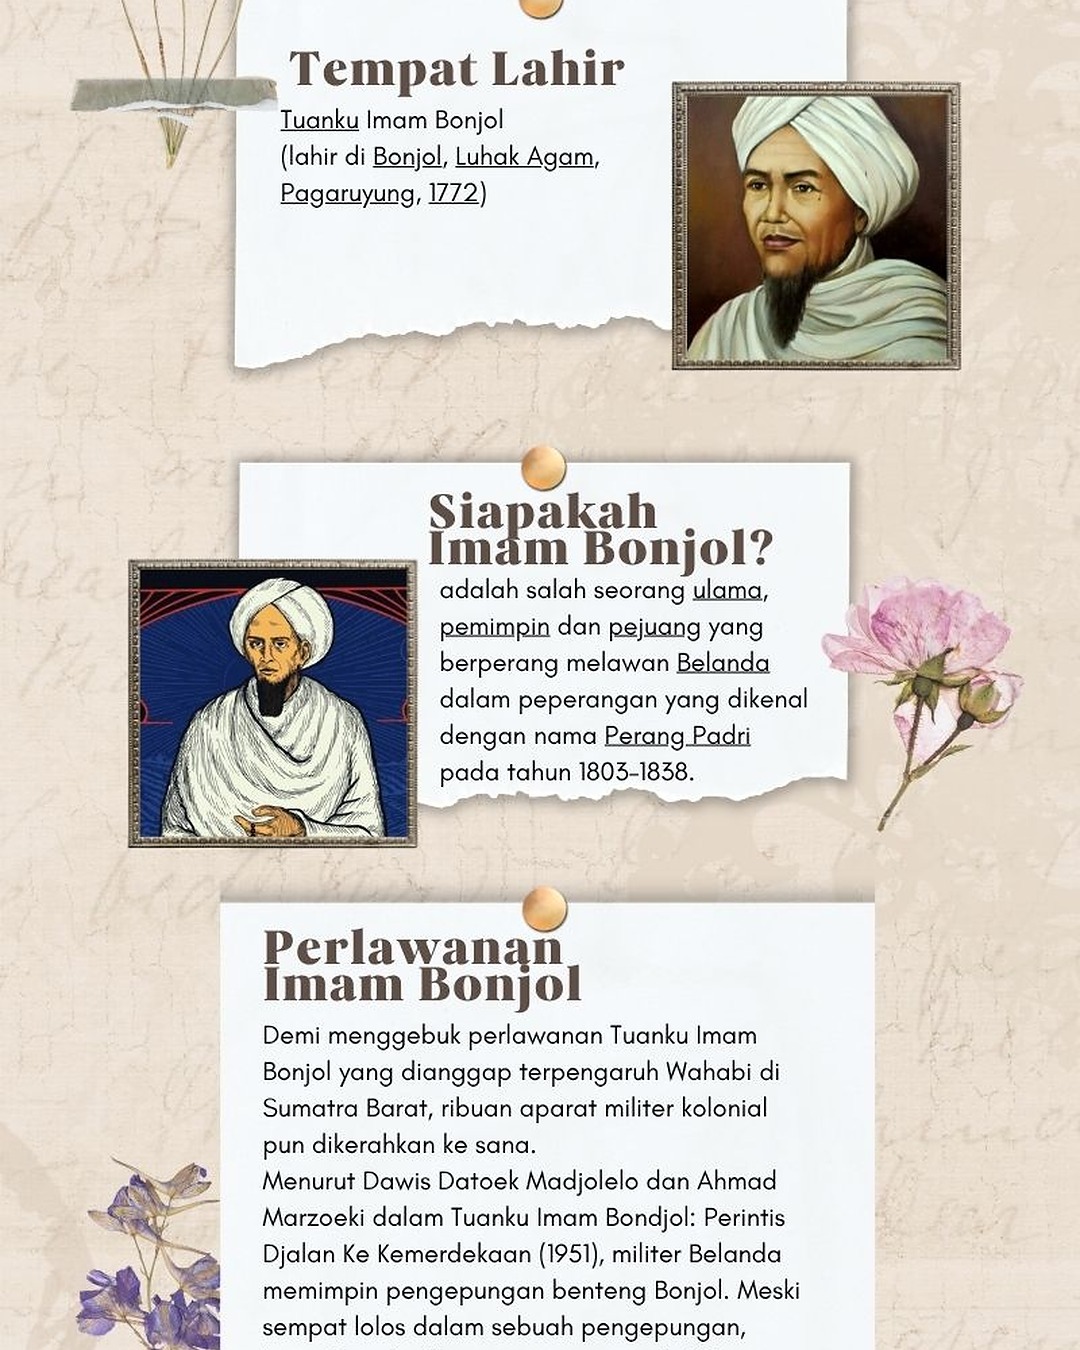 Tempat Lahir
Tuanku Imam Bonjol
(lahir di Bonjol, Luhak Agam,
Pagaruyung, 1772)
Siapakah
Imam Bonjol?
adalah salah seorang ulama,
pemimpin dan pejuang yang
berperang melawan Belanda
dalam peperangan yang dikenal
dengan nama Perang Padri
pada tahun 1803-1838.
Perlawanan
Imam Bonjol
Demi menggebuk perlawanan Tuanku Imam
Bonjol yang dianggap terpengaruh Wahabi di
Sumatra Barat, ribuan aparat militer kolonial
pun dikerahkan ke sana.
Menurut Dawis Datoek Madjolelo dan Ahmad
Marzoeki dalam Tuanku Imam Bondjol: Perintis
Djalan Ke Kemerdekaan (1951), militer Belanda
memimpin pengepungan benteng Bonjol. Meski
sempat lolos dalam sebuah pengepungan,